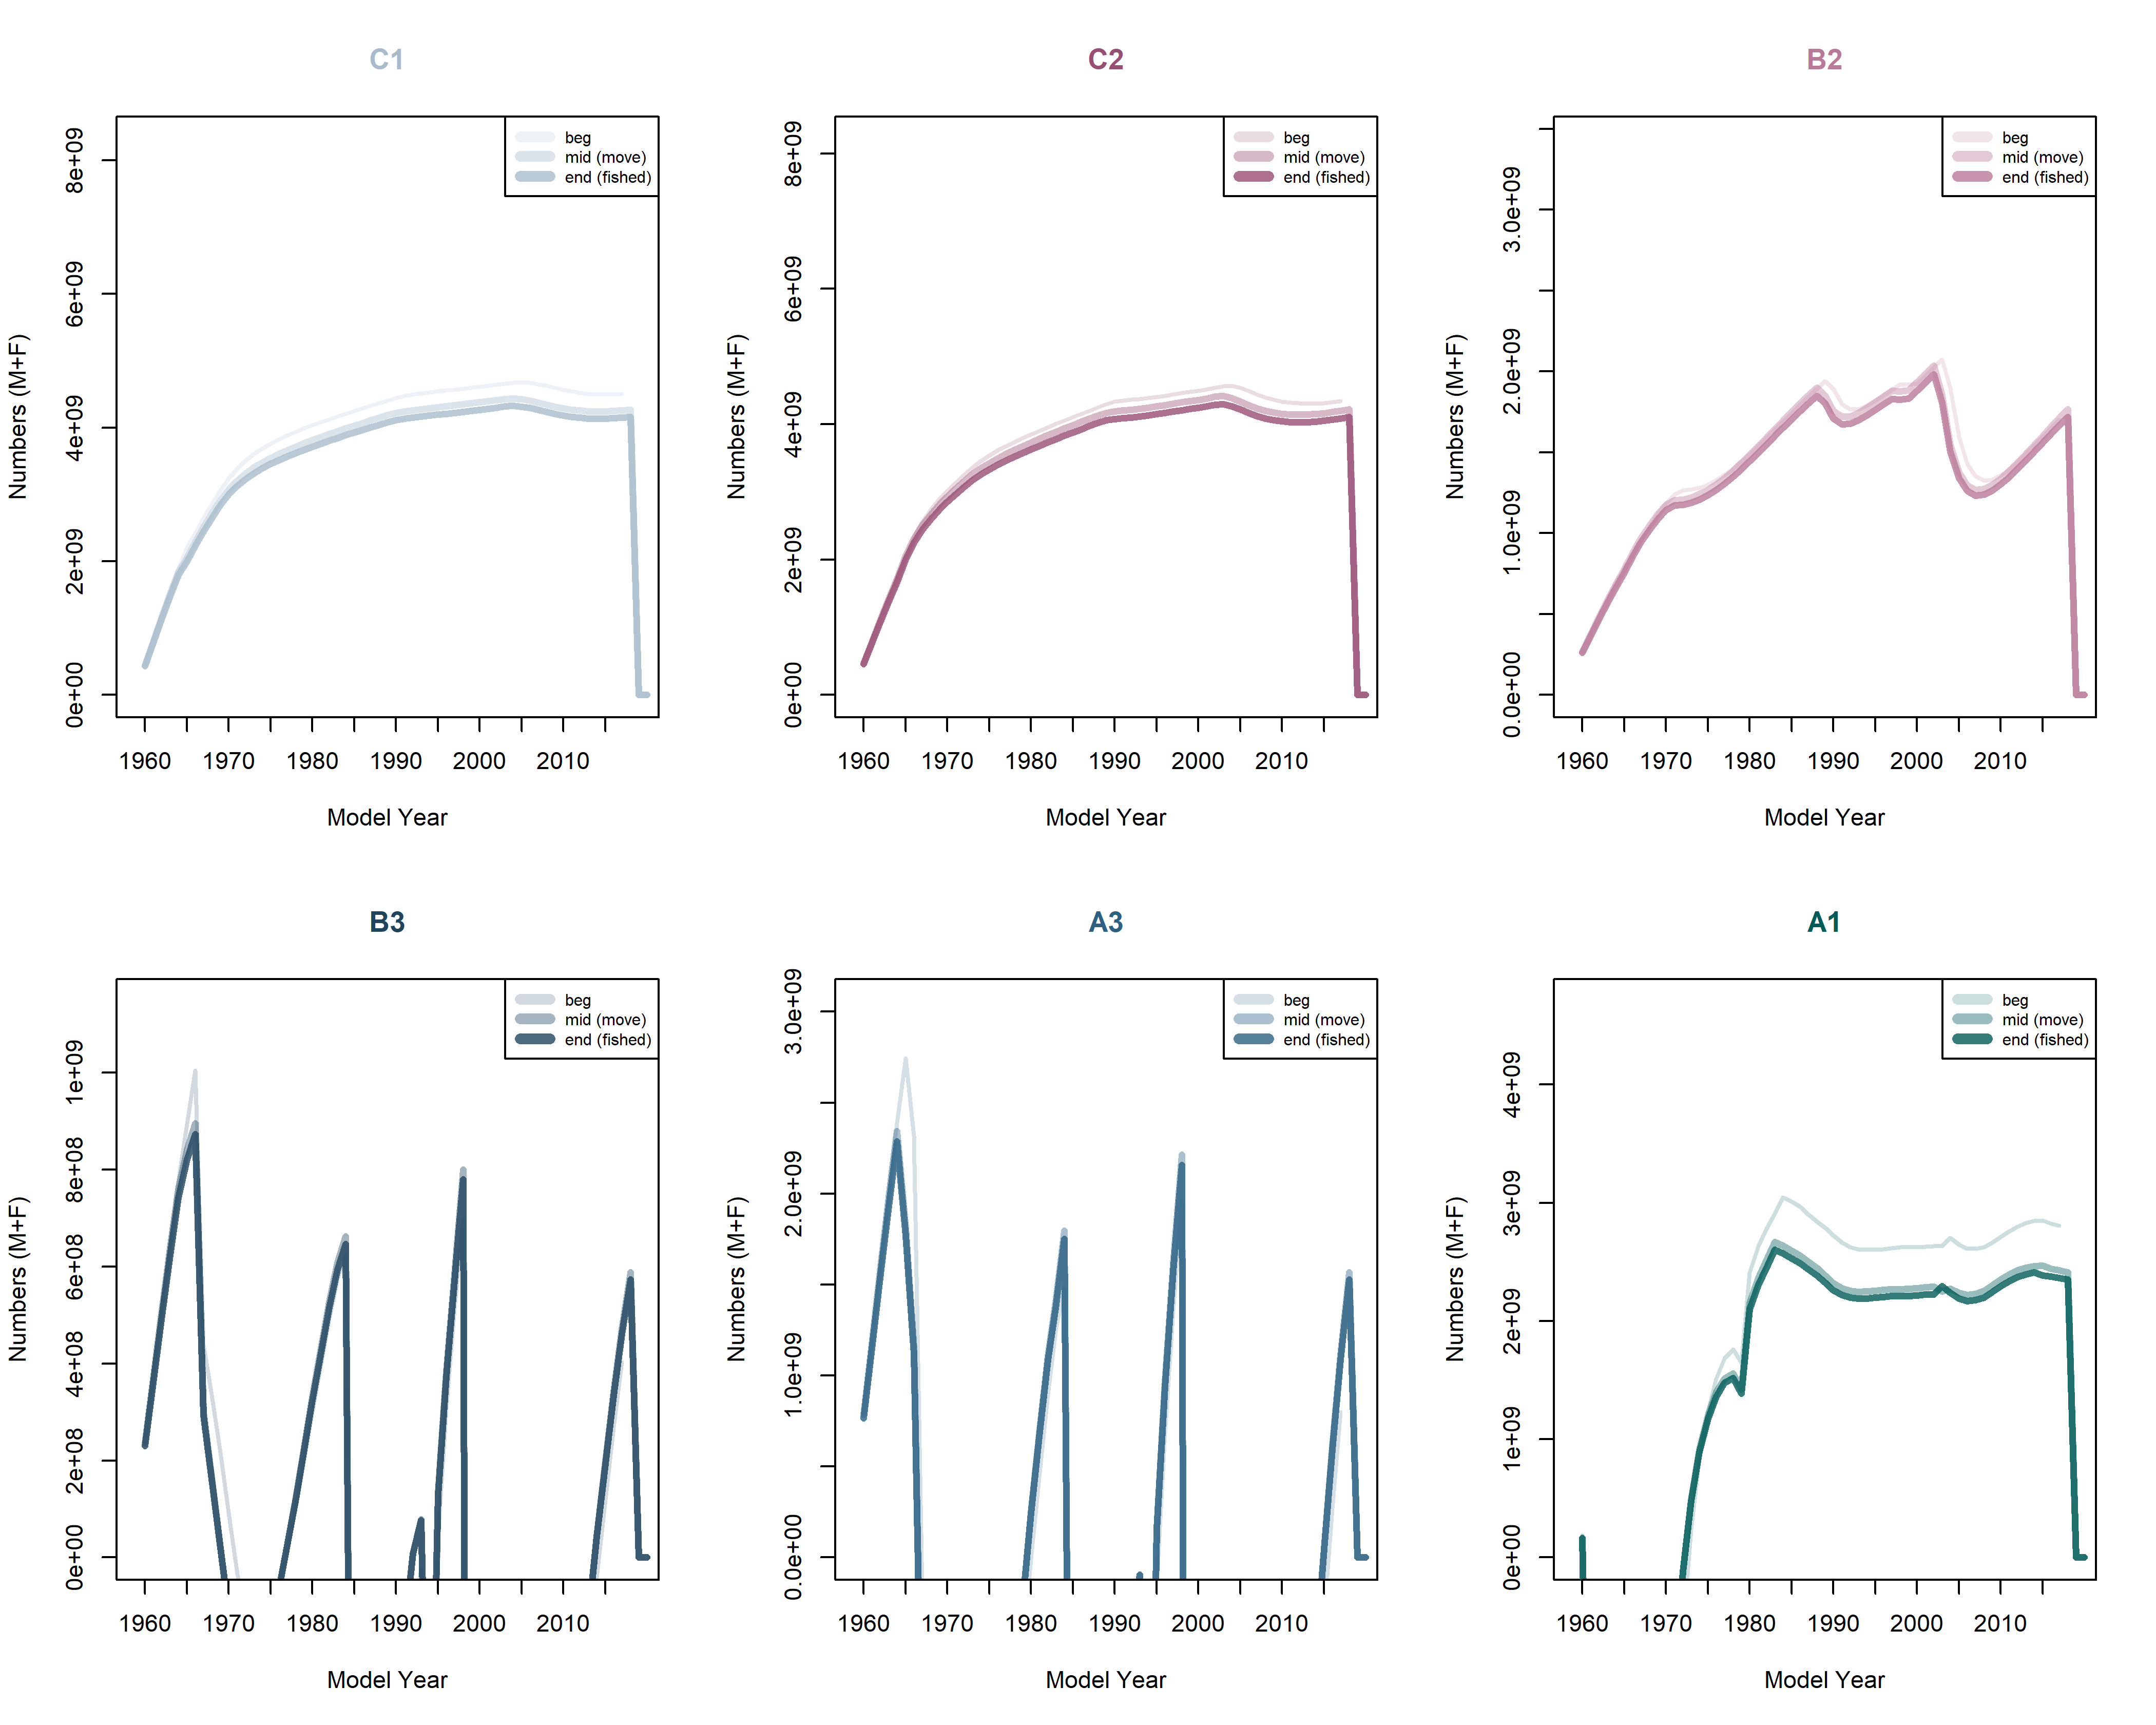 C1
beg
mid (move)
end (fished)
Numbers (M+F)
8e+09
6e+09
4e+09
2e+09
0e+00
1960 1970 1980 1990 2000 2010
Model Year
C2
beg
mid (move)
end (fished)
Numbers (M+F)
8e+09
6e+09
4e+09
2e+09
0e+00
1960 1970 1980 1990 2000 2010
Model Year
B2
beg
mid (move)
end (fished)
Numbers (M+F)
3.0e+09
2.0e+09
1.0e+09
0.0e+00
1960 1970 1980 1990 2000 2010
Model Year
B3
beg
mid (move)
end (fished)
Numbers (M+F)
1e+09
8e+08
6e+08
4e+08
2e+08
0e+00
1960 1970 1980 1990 2000 2010
Model Year
A3
beg
mid (move)
end (fished)
Numbers (M+F)
3.0e+09
2.0e+09
1.0e+09
0.0e+00
1960 1970 1980 1990 2000 2010
Model Year
A1
beg
mid (move)
end (fished)
Numbers (M+F)
4e+09
3e+09
2e+09
1e+09
0e+00
1960 1970 1980 1990 2000 2010
Model Year